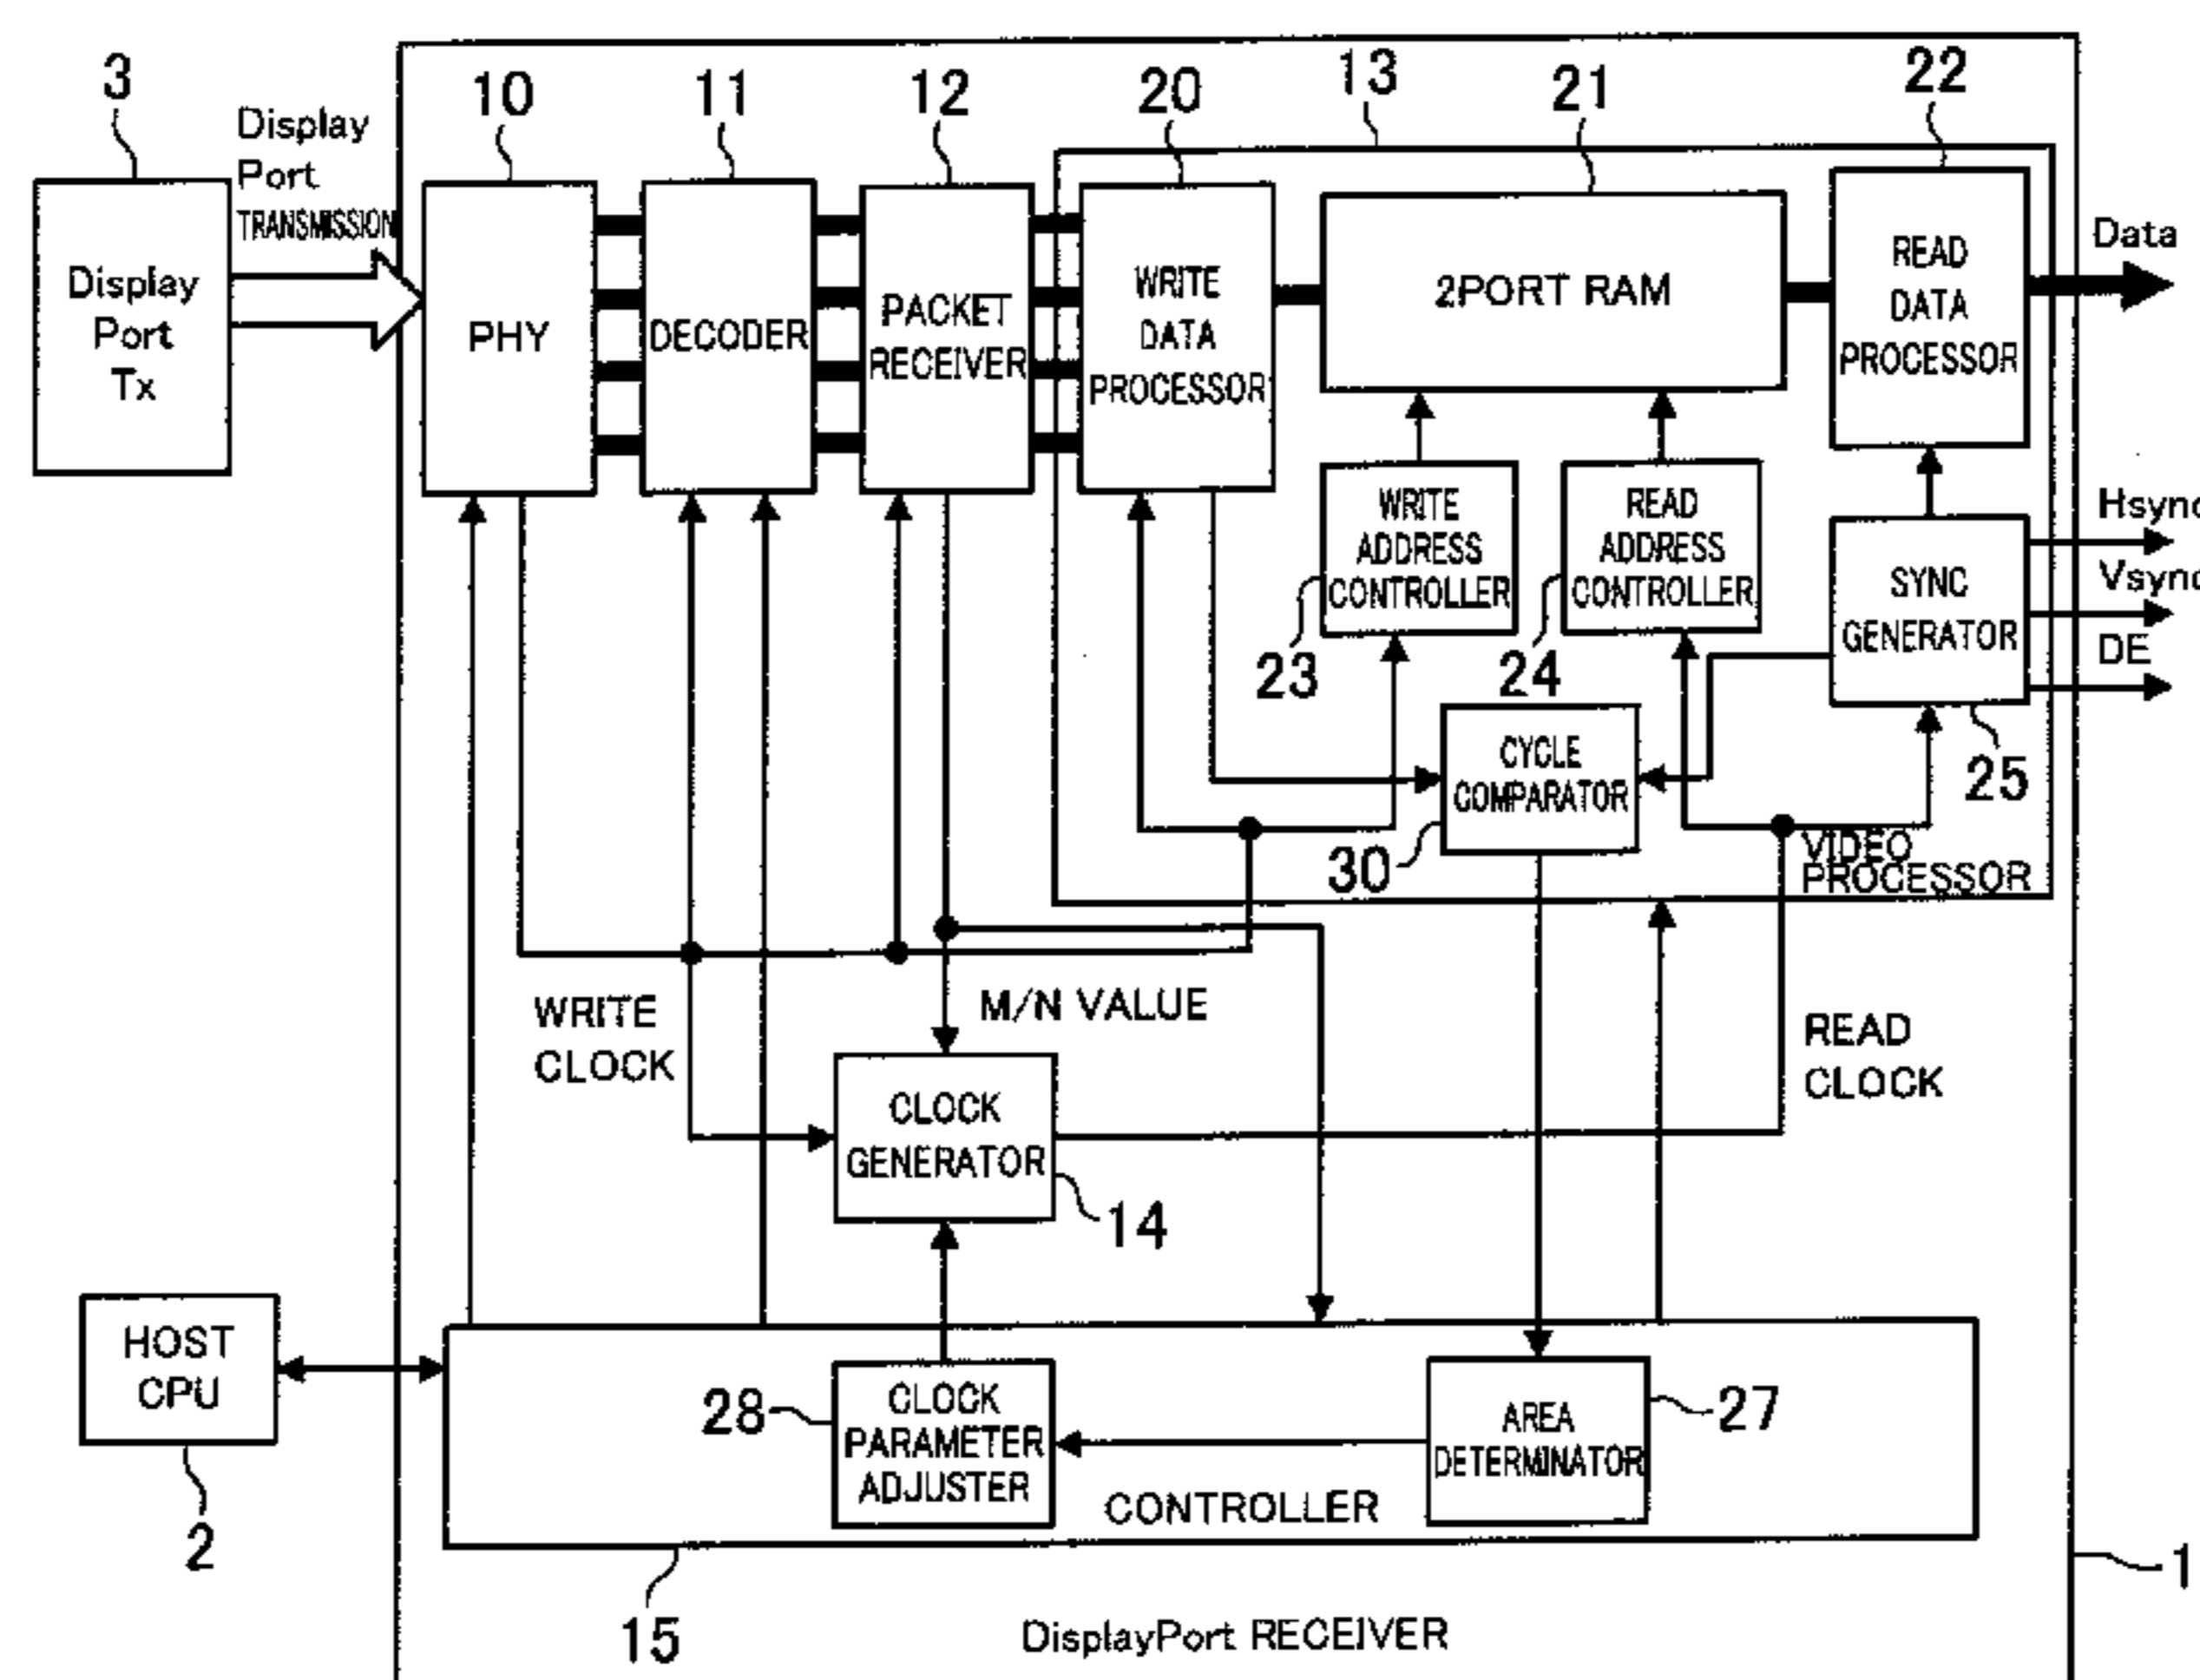 3
Display
Port
TRANSMISSION
10
11
12
20
13
21
22
Display
Port
Tx
PHY
DECODER
PACKET
RECEIVER
WRITE
DATA
PROCESSOR
2PORT RAM
READ
DATA
PROCESSOR
Data
WRITE
ADDRESS
CONTROLLER
23
READ
ADDRESS
CONTROLLER
24
SYNC
GENERATOR
25
Hsync
Vsync
DE
CYCLE
COMPARATOR
30
VIDEO
PROCESSOR
WRITE
CLOCK
M/N VALUE
READ
CLOCK
CLOCK
GENERATOR
14
HOST
CPU
2
28
CLOCK
PARAMETER
ADJUSTER
AREA
DETERMINATOR
27
CONTROLLER
15
1
DisplayPort RECEIVER